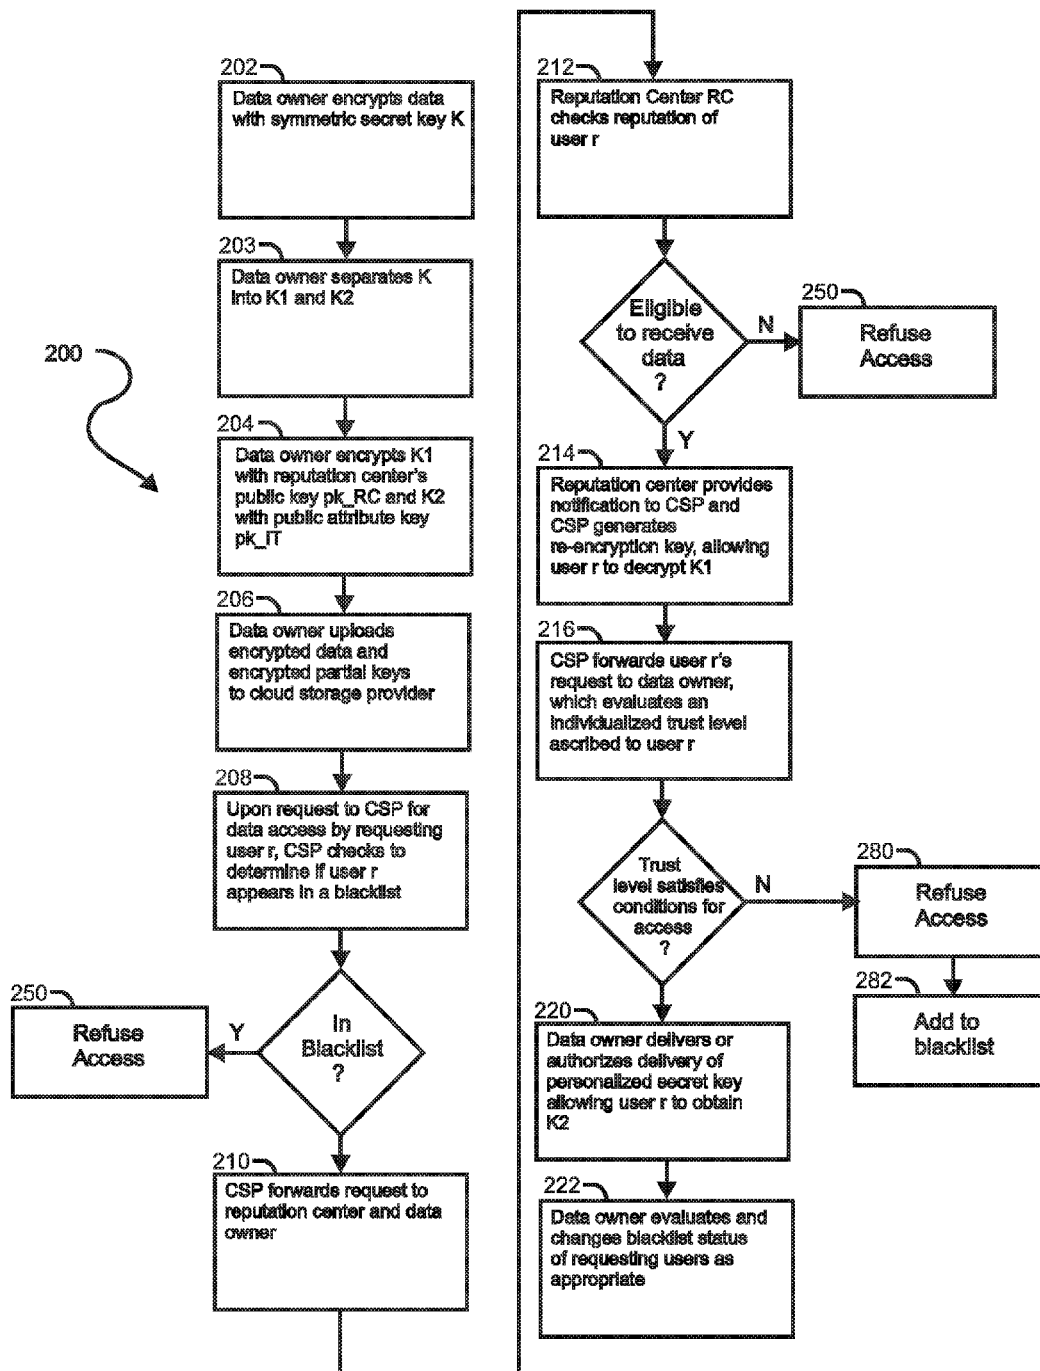 202
Data owner encrypts data
with symmetric secret key K
203
Data owner separates K
into K1 and K2
200
204
Data owner encrypts K1
with reputation center's
public key pk_RC and K2
with public attribute key
pk_IT
206
Data owner uploads
encrypted data and
encrypted partial keys
to cloud storage provider
208
Upon request to CSP for
data access by requesting
user r, CSP checks to
determine if user r
appears in a blacklist
250
Refuse
Access
Y
In
Blacklist
?
210
CSP forwards request to
reputation center and data
owner
212
Reputation Center RC
checks reputation of
user r
Eligible
to receive
data
?
N
250
Refuse
Access
Y
214
Reputation center provides
notification to CSP and
CSP generates
re-encryption key, allowing
user r to decrypt K1
216
CSP forwards user r's
request to data owner,
which evaluates an
individualized trust level
ascribed to user r
Trust
level satisfies
conditions for
access
?
N
280
Refuse
Access
282
Add to
blacklist
220
Data owner delivers or
authorizes delivery of
personalized secret key
allowing user r to obtain
K2
222
Data owner evaluates and
changes blacklist status
of requesting users as
appropriate